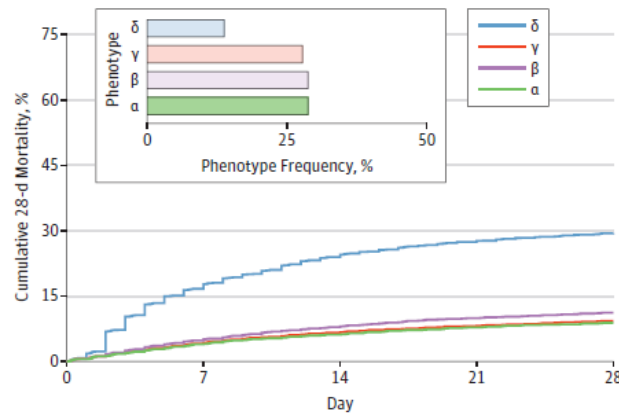 75
60
45
30
15
0
Cumulative 28-d Mortality, %
0
7
14
21
28
Day
Phenotype
δ
γ
β
α
0
25
50
Phenotype Frequency, %
δ
γ
β
α